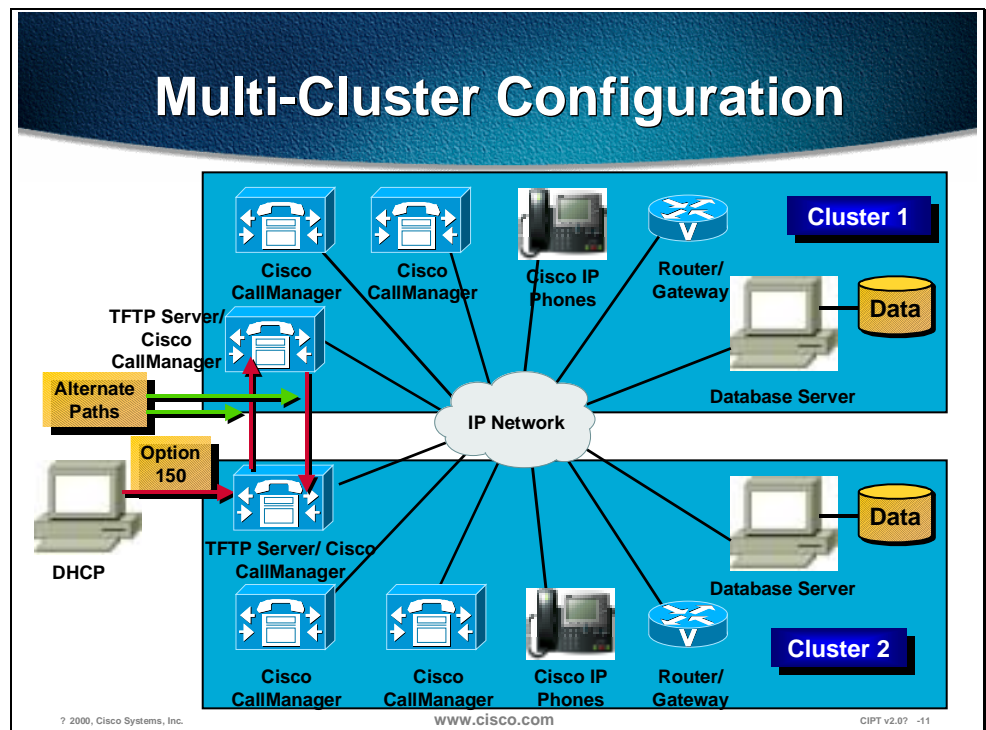 Multi-Cluster Configuration
Cluster 1
Cisco
CallManager
Cisco
CallManager
Cisco IP
Phones
Router/
Gateway
Data
Database Server
TFTP Server/
Cisco
CallManager
Alternate
Paths
IP Network
Option
150
DHCP
TFTP Server/ Cisco
CallManager
Data
Database Server
Cluster 2
Cisco
CallManager
Cisco
CallManager
Cisco IP
Phones
Router/
Gateway
V
V
? 2000, Cisco Systems, Inc.
www.cisco.com
CIPT v2.0? -11